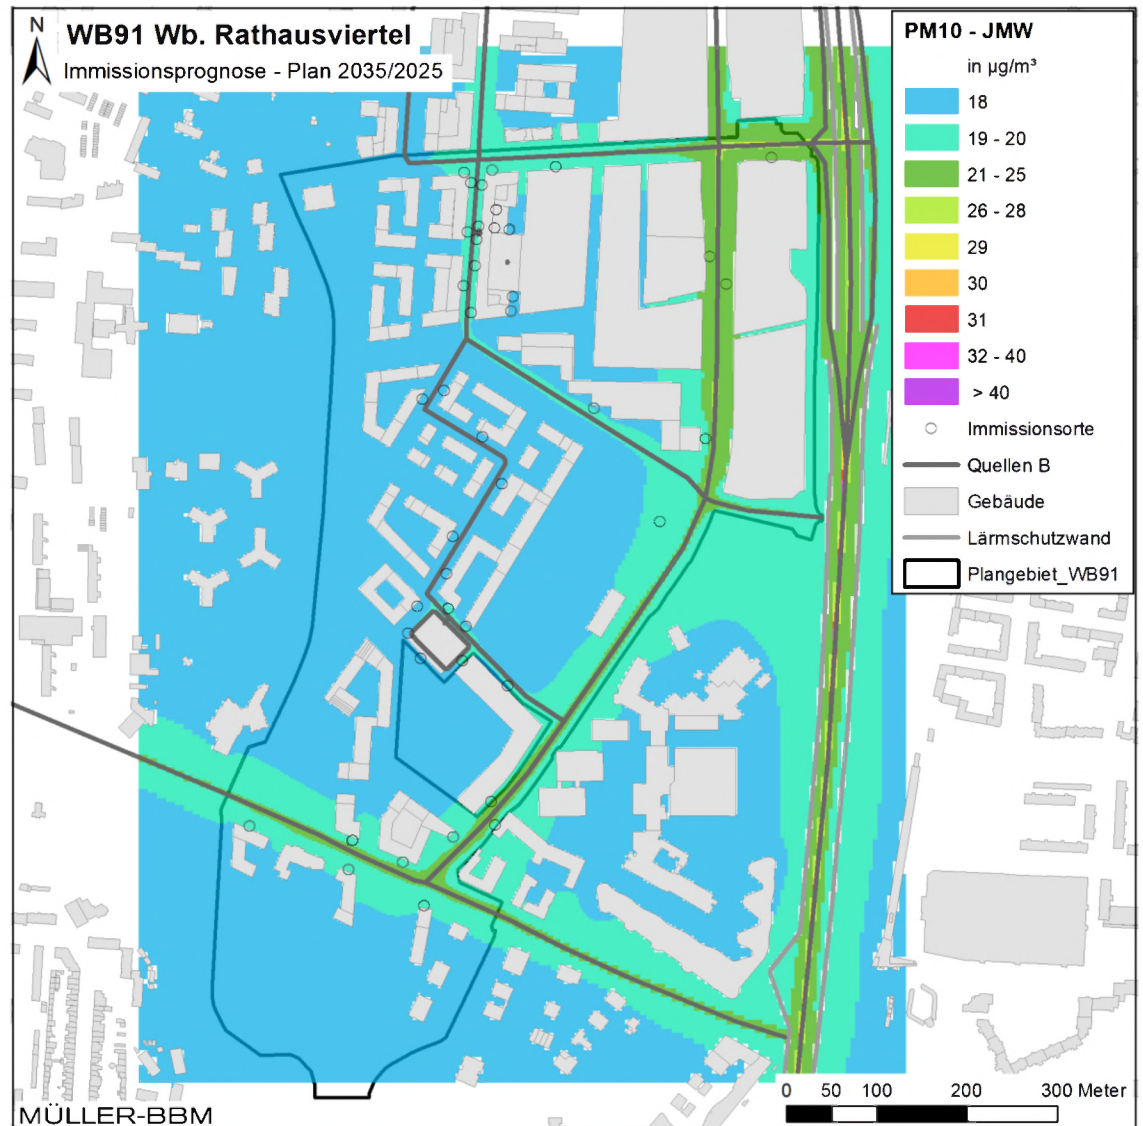 N
WB91 Wb. Rathausviertel
Immissionsprognose - Plan 2035/2025
PM10 - JMW
in µg/m³
18
19 - 20
21 - 25
26 - 28
29
30
31
32 - 40
> 40
Immissionsorte
Quellen B
Gebäude
Lärmschutzwand
Plangebiet_WB91
0 50 100 200 300 Meter
MÜLLER-BBM